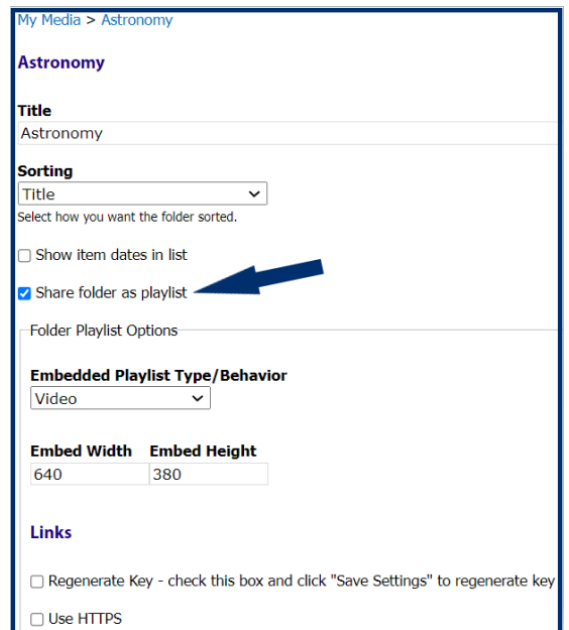 My Media > Astronomy
Astronomy
Title
Astronomy
Sorting
Title
Select how you want the folder sorted.
Show item dates in list
Share folder as playlist
Folder Playlist Options
Embedded Playlist Type/Behavior
Video
Embed Width Embed Height
640 380
Links
Regenerate Key - check this box and click "Save Settings" to regenerate key
Use HTTPS